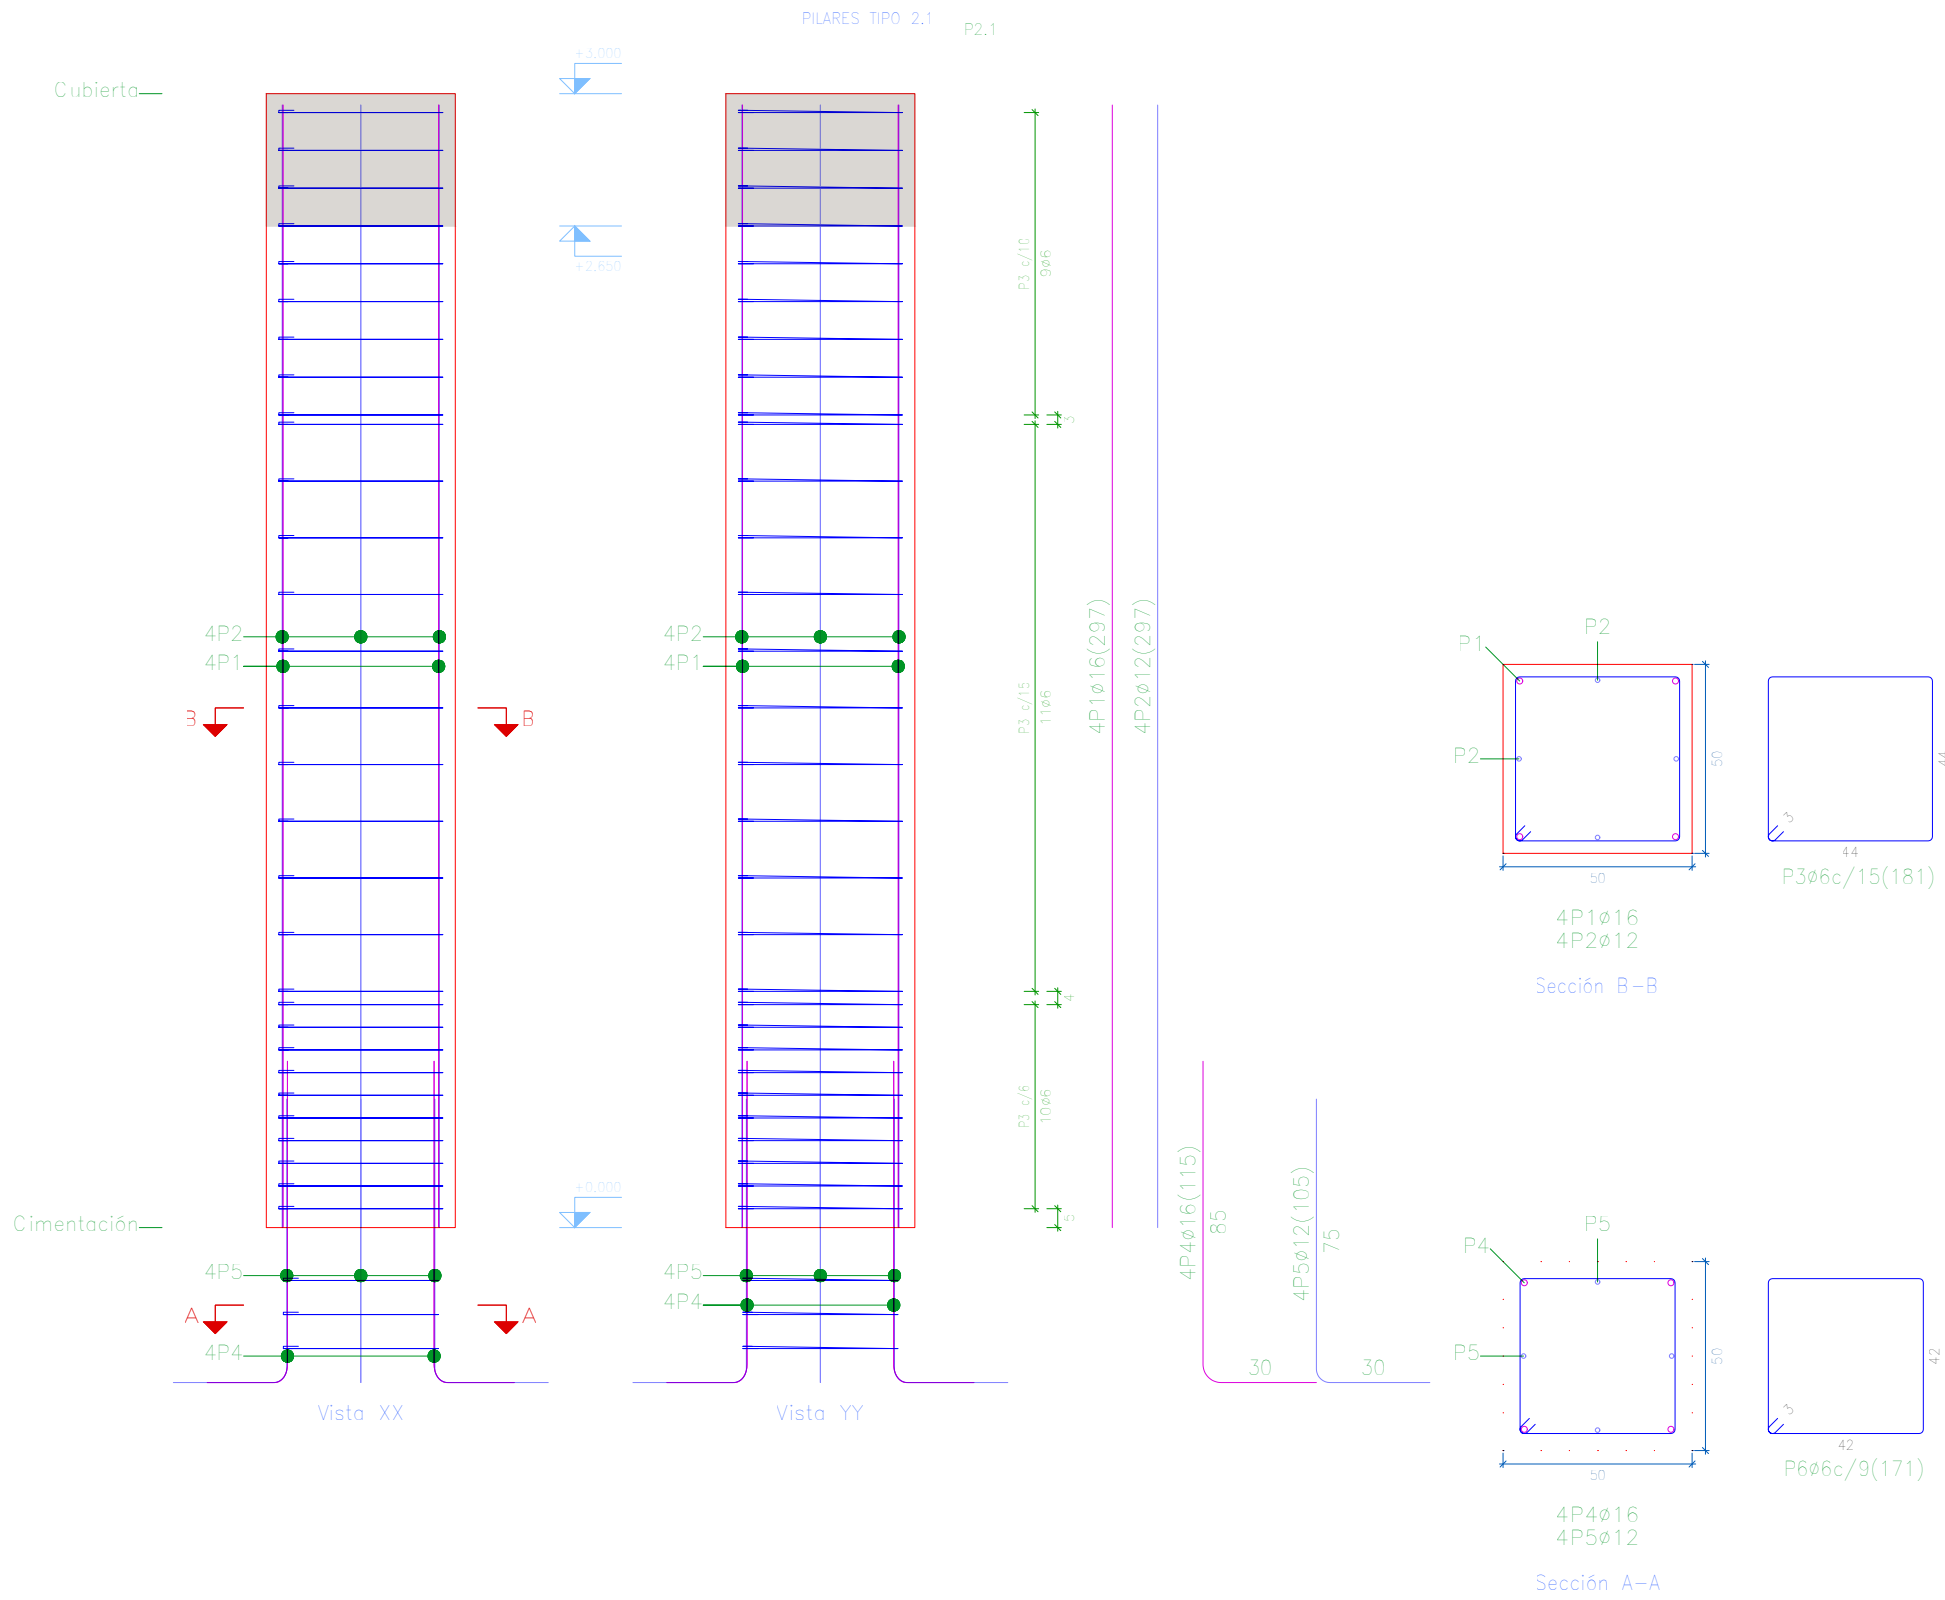 PILARES TIPO 2.1
P2.1
+3.000
Cubierta
+2.650
P3 c/10
9ø6
3
4P2
4P1
4P2
4P1
B
B
P3 c/15
11ø6
4P1ø16(297)
4P2ø12(297)
4
P3 c/6
10ø6
+0.000
5
Cimentación
4P5
4P5
4P4
A
A
4P4
Vista XX
Vista YY
4P4ø16(115)
85
30
4P5ø12(105)
75
30
P1
P2
P2
50
50
4P1ø16
4P2ø12
Sección B-B
3
44
44
P3ø6c/15(181)
P4
P5
P5
50
50
4P4ø16
4P5ø12
Sección A-A
3
42
42
P6ø6c/9(171)